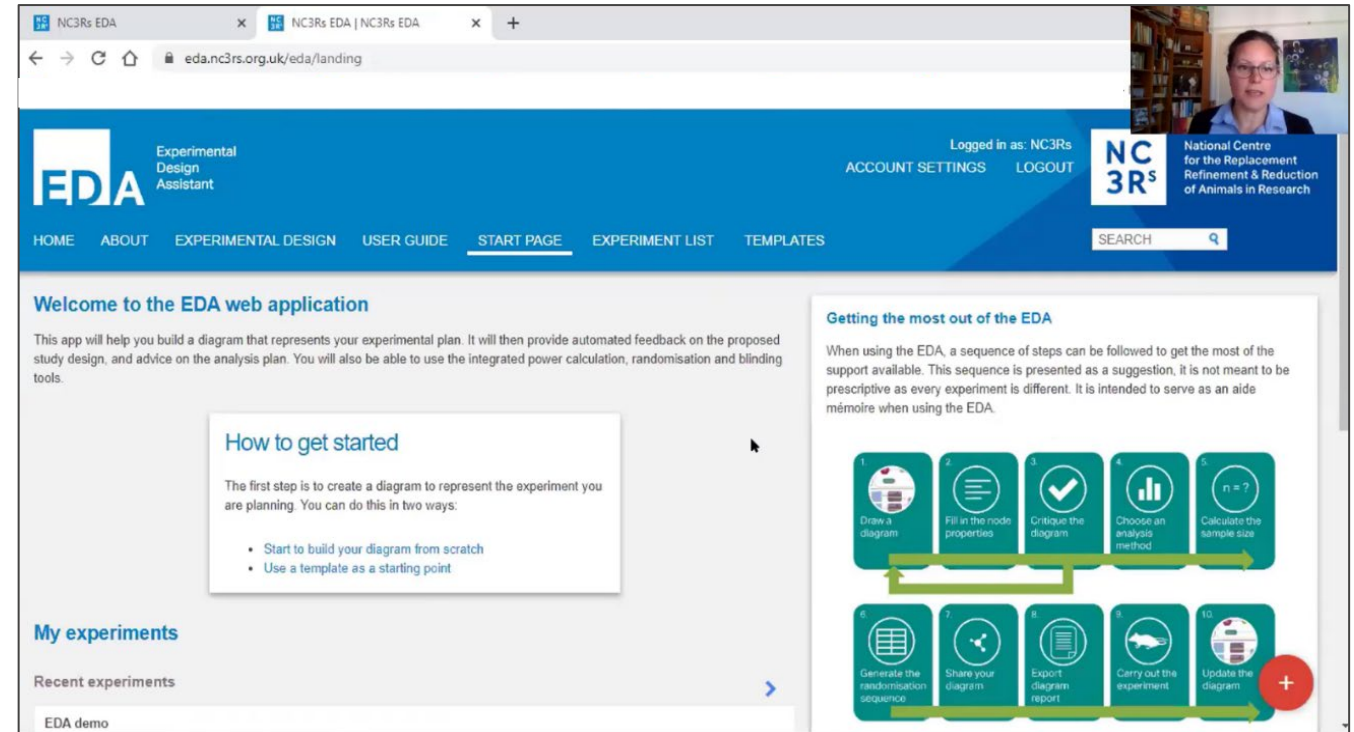 NC3Rs EDA
NC3Rs EDA | NC3Rs EDA
eda.nc3rs.org.uk/eda/landing
EDA
Experimental
Design
Assistant
Logged in as: NC3Rs
ACCOUNT SETTINGS LOGOUT
NC
3Rs
National Centre
for the Replacement
Refinement & Reduction
of Animals in Research
HOME ABOUT EXPERIMENTAL DESIGN USER GUIDE START PAGE EXPERIMENT LIST TEMPLATES
SEARCH
Welcome to the EDA web application
This app will help you build a diagram that represents your experimental plan. It will then provide automated feedback on the proposed
study design, and advice on the analysis plan. You will also be able to use the integrated power calculation, randomisation and blinding
tools.
How to get started
The first step is to create a diagram to represent the experiment you
are planning. You can do this in two ways:
• Start to build your diagram from scratch
• Use a template as a starting point
My experiments
Recent experiments
EDA demo
Getting the most out of the EDA
When using the EDA, a sequence of steps can be followed to get the most of the
support available. This sequence is presented as a suggestion, it is not meant to be
prescriptive as every experiment is different. It is intended to serve as an aide
mémoire when using the EDA.
1.
Draw a
diagram
2.
Fill in the node
properties
3.
Critique the
diagram
4.
Choose an
analysis
method
5.
n = ?
Calculate the
sample size
6.
Generate the
randomisation
sequence
7.
Share your
diagram
8.
Export
diagram
report
9.
Carry out the
experiment
10.
Update the
diagram
+